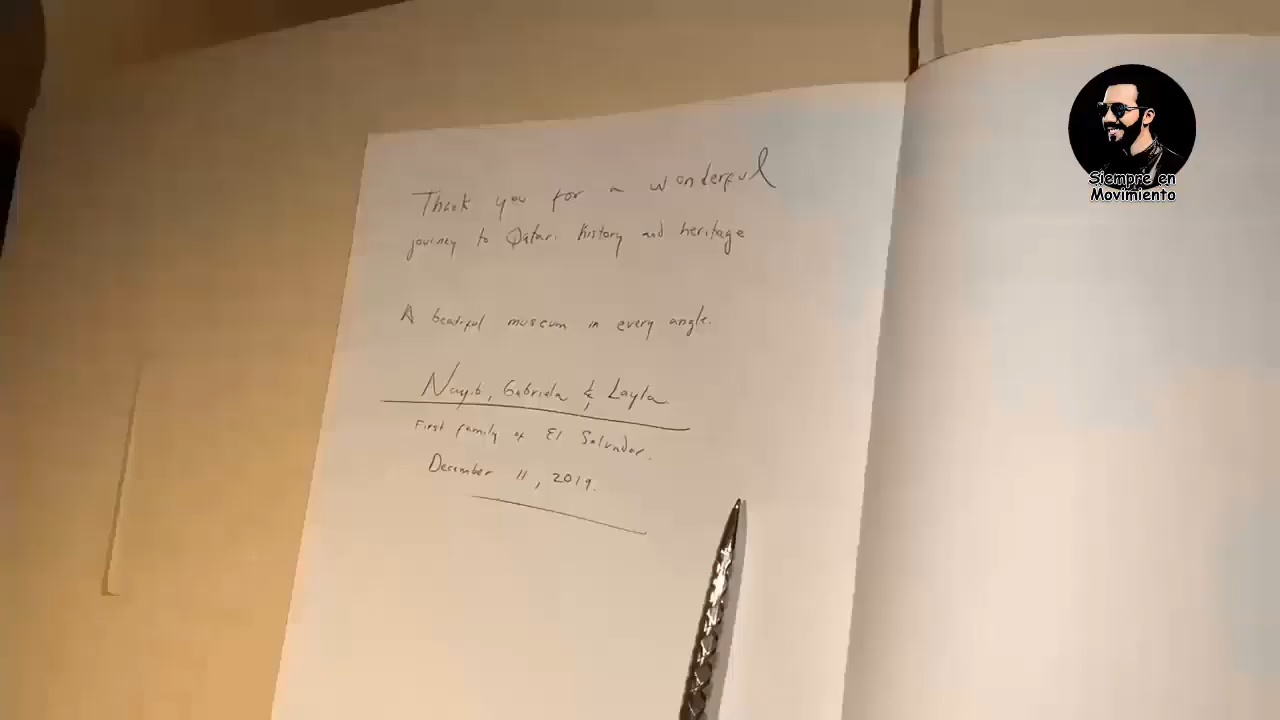 Thank you for a wonderful
journey to Qatari history and heritage
A beatiful museum in every angle.
Nayib, Gabriela & Layla
First family of El Salvador.
December 11, 2019.
Siempre en
Movimiento